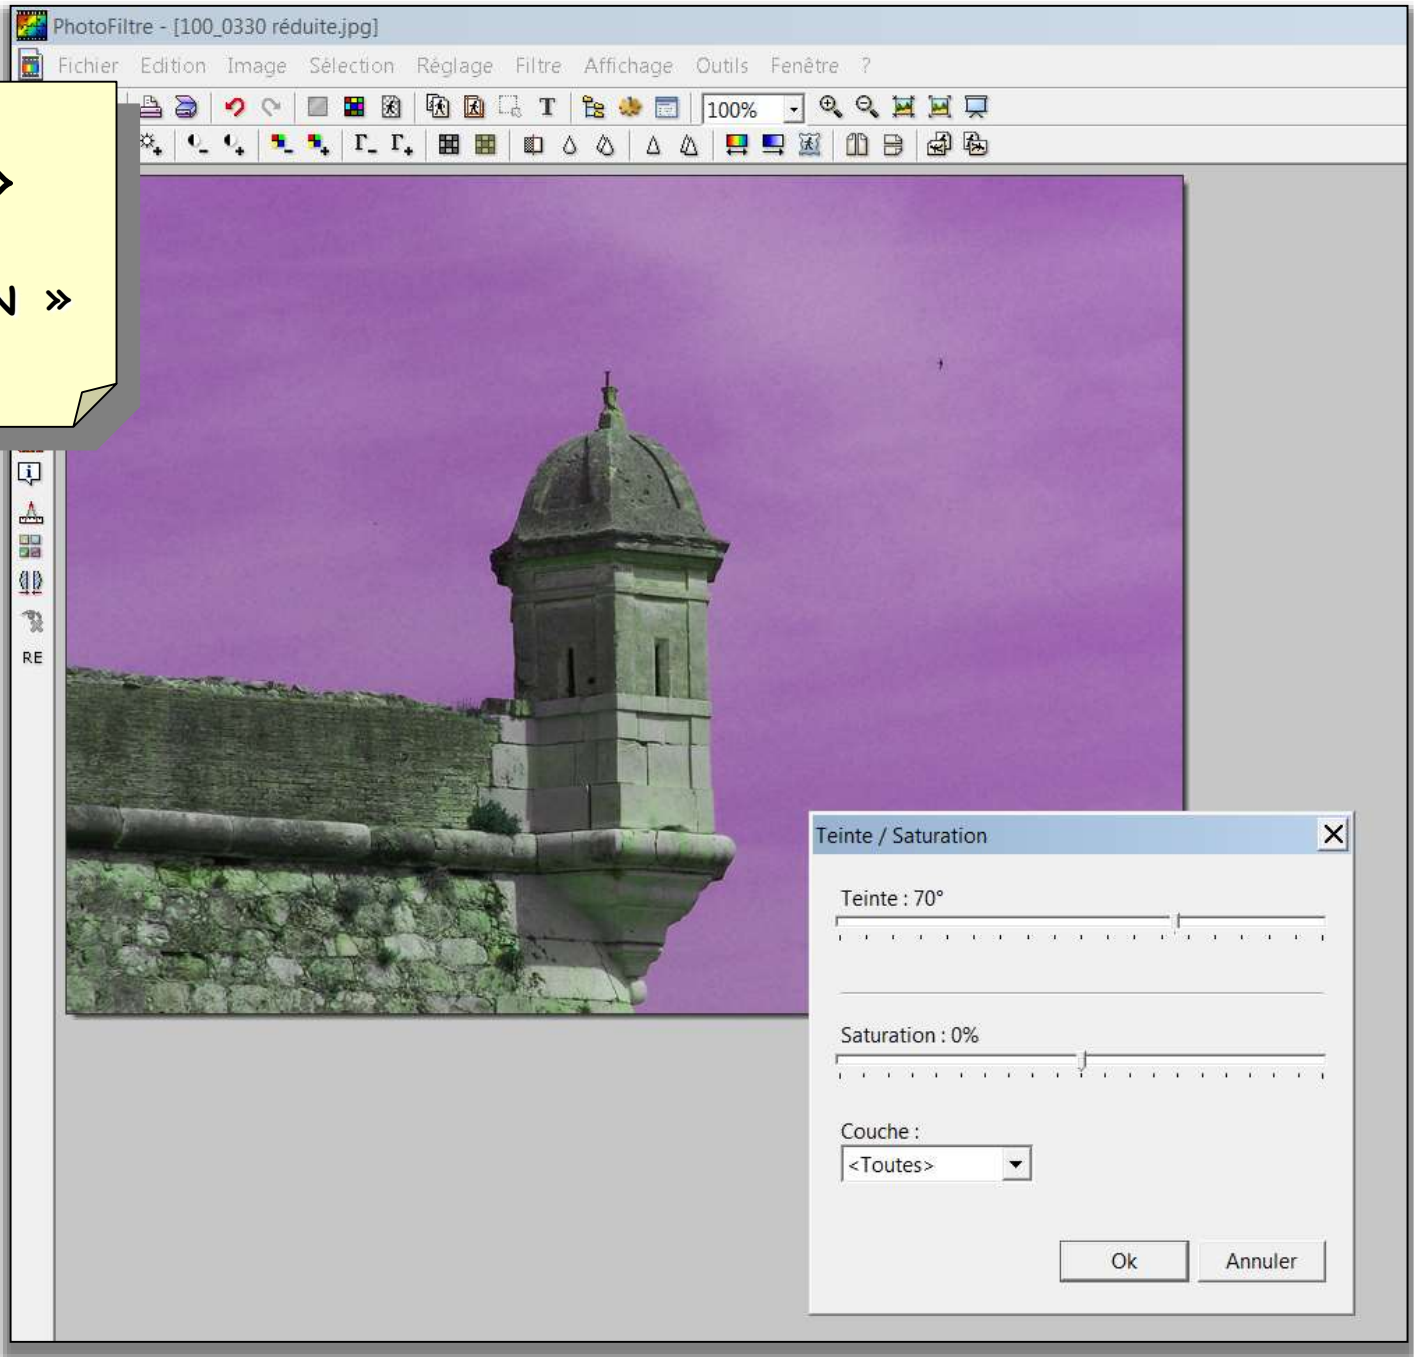 PhotoFiltre - [100_0330 réduite.jpg]
Fichier Edition Image Sélection Réglage Filtre Affichage Outils Fenêtre ?
T 100%
»
N »
RE
Teinte / Saturation
Teinte : 70°
Saturation : 0%
Couche :
<Toutes>
Ok Annuler